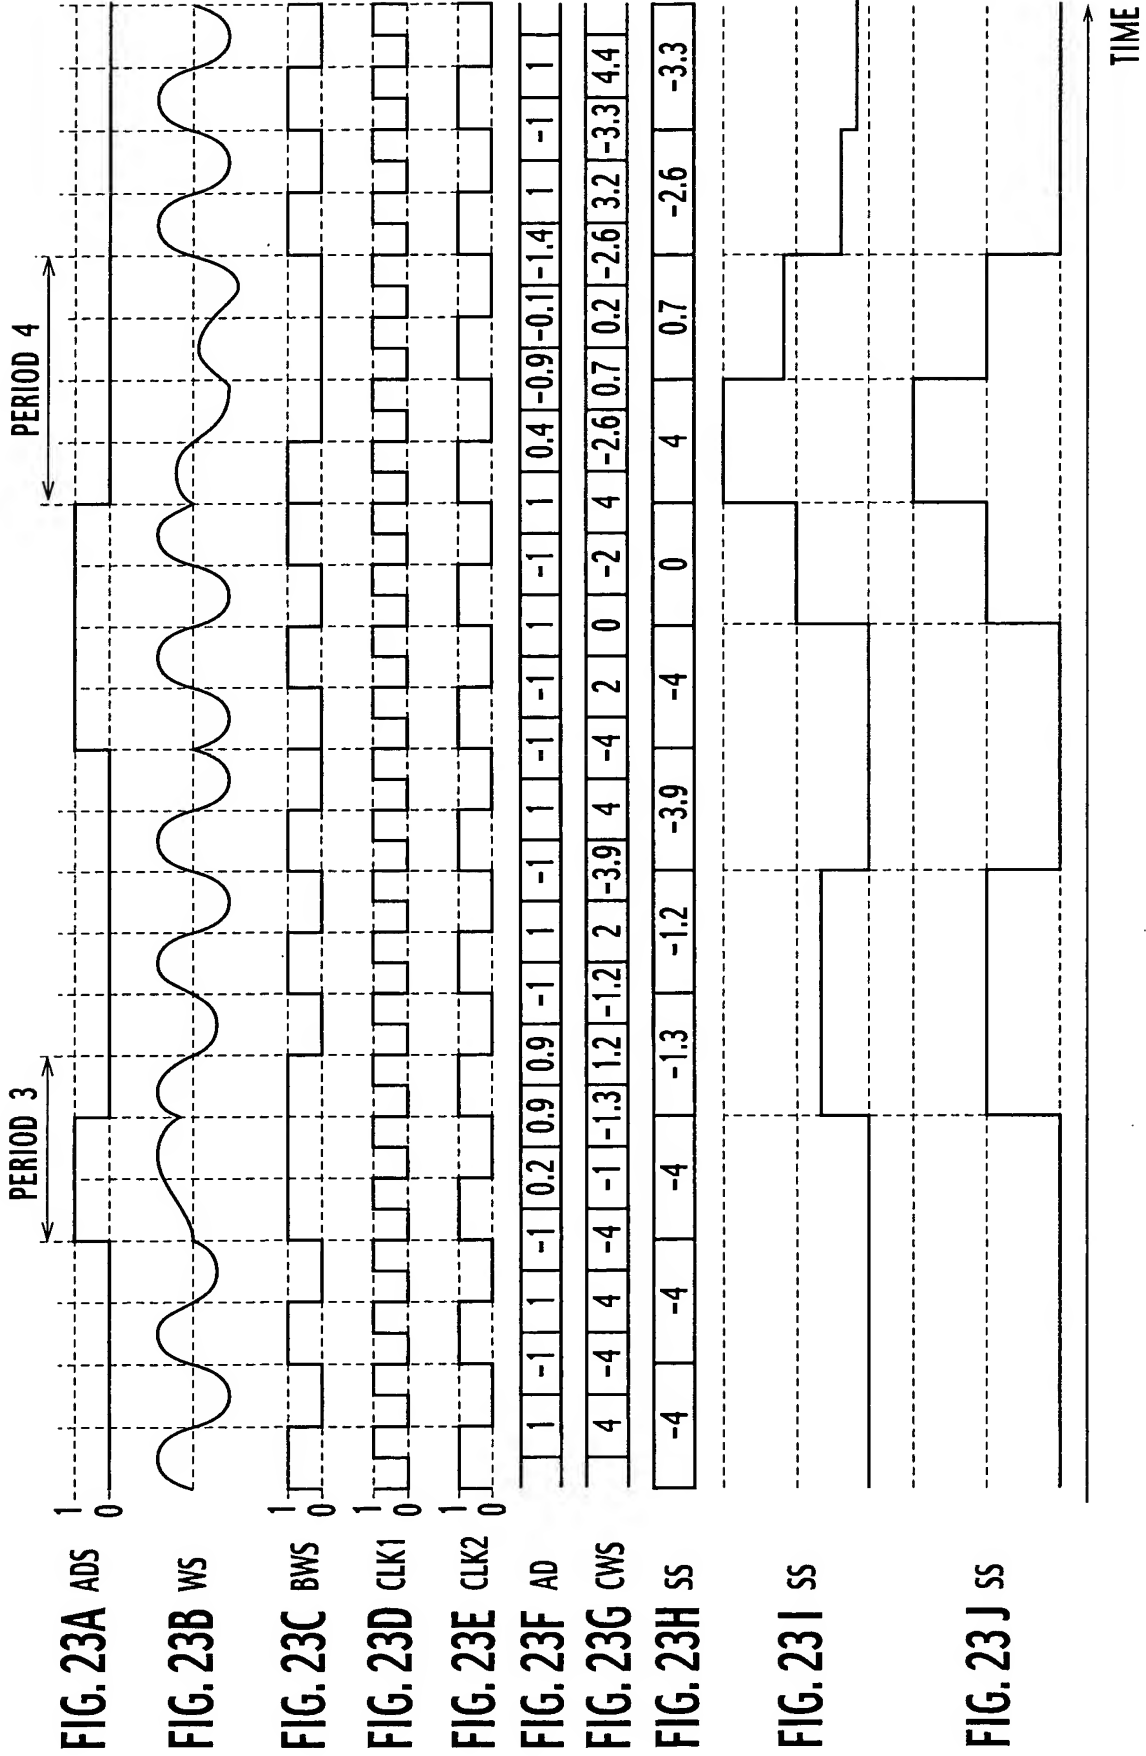 PERIOD 3 PERIOD 4
FIG. 23A ADS 1 0
FIG. 23B WS
FIG. 23C BWS 1 0
FIG. 23D CLK1 1 0
FIG. 23E CLK2 1 0
FIG. 23F AD 1 -1 1 -1 0.2 0.9 0.9 -1 1 -1 1 -1 -1 1 -1 1 0.4 -0.9 -0.1 -1.4 1 -1 1
FIG. 23G CWS 4 -4 4 -4 -1 -1.3 1.2 -1.2 2 -3.9 4 -4 2 0 -2 4 -2.6 0.7 0.2 -2.6 3.2 -3.3 4.4
FIG. 23H SS -4 -4 -4 -1.3 -1.2 -3.9 -4 0 4 0.7 -2.6 -3.3
FIG. 23I SS
FIG. 23J SS
TIME